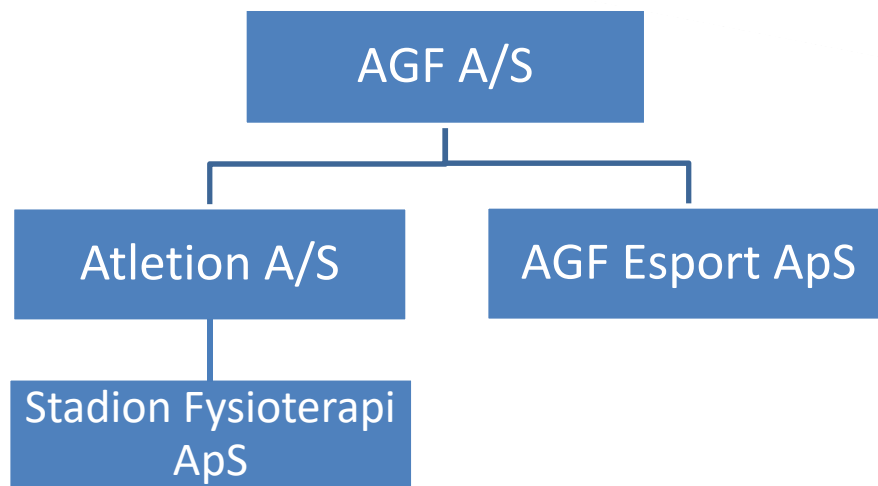 AGF A/S
Atletion A/S
AGF Esport ApS
Stadion Fysioterapi
ApS